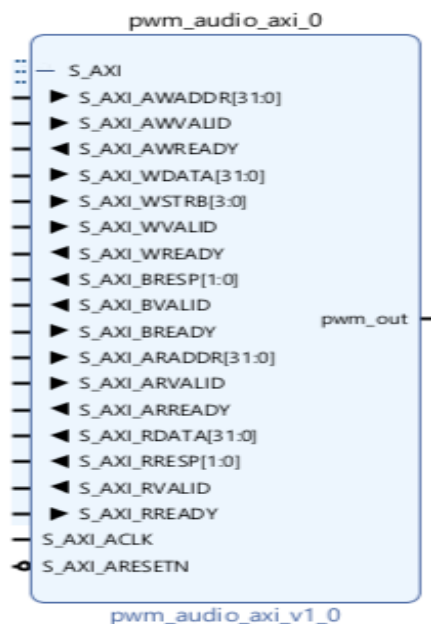 pwm_audio_axi_0
S_AXI
S_AXI_AWADDR[31:0]
S_AXI_AWVALID
S_AXI_AWREADY
S_AXI_WDATA[31:0]
S_AXI_WSTRB[3:0]
S_AXI_WVALID
S_AXI_WREADY
S_AXI_BRESP[1:0]
S_AXI_BVALID
S_AXI_BREADY
pwm_out
S_AXI_ARADDR[31:0]
S_AXI_ARVALID
S_AXI_ARREADY
S_AXI_RDATA[31:0]
S_AXI_RRESP[1:0]
S_AXI_RVALID
S_AXI_RREADY
S_AXI_ACLK
S_AXI_ARESETN
pwm_audio_axi_v1_0